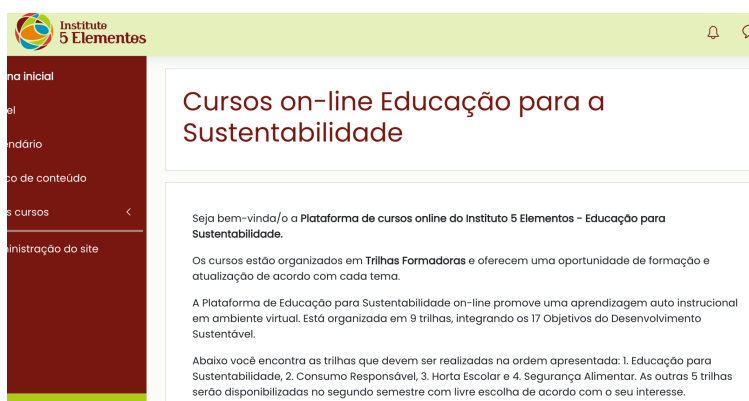 Instituto
5 Elementos
na inicial
el
endário
co de conteúdo
s cursos
inistração do site
Cursos on-line Educação para a
Sustentabilidade
Seja bem-vinda/o a Plataforma de cursos online do Instituto 5 Elementos - Educação para
Sustentabilidade.
Os cursos estão organizados em Trilhas Formadoras e oferecem uma oportunidade de formação e
atualização de acordo com cada tema.
A Plataforma de Educação para Sustentabilidade on-line promove uma aprendizagem auto instrucional
em ambiente virtual. Está organizada em 9 trilhas, integrando os 17 Objetivos do Desenvolvimento
Sustentável.
Abaixo você encontra as trilhas que devem ser realizadas na ordem apresentada: 1. Educação para
Sustentabilidade, 2. Consumo Responsável, 3. Horta Escolar e 4. Segurança Alimentar. As outras 5 trilhas
serão disponibilizadas no segundo semestre com livre escolha de acordo com o seu interesse.